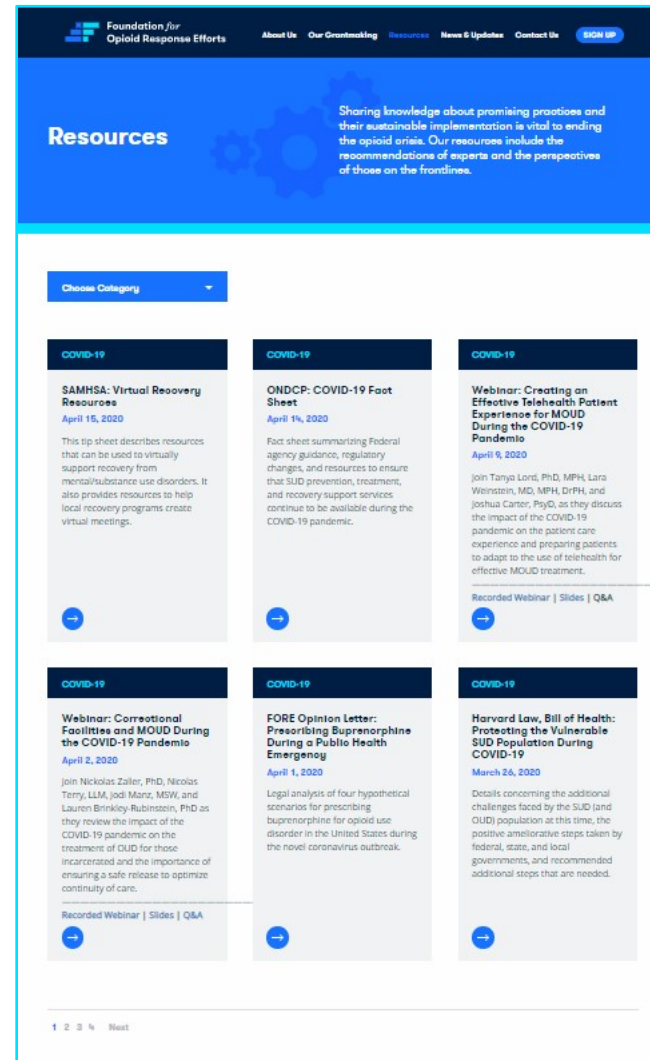 Foundation for
Opioid Response Efforts
About Us Our Grantmaking Resources News & Updates Contact Us SIGN UP
Resources
Sharing knowledge about promising practices and
their sustainable implementation is vital to ending
the opioid crisis. Our resources include the
recommendations of experts and the perspectives
of those on the frontlines.
Choose Category
COVID-19
SAMHSA: Virtual Recovery
Resources
April 15, 2020
This tip sheet describes resources
that can be used to virtually
support recovery from
mental/substance use disorders. It
also provides resources to help
local recovery programs create
virtual meetings.
COVID-19
ONDCP: COVID-19 Fact
Sheet
April 14, 2020
Fact sheet summarizing Federal
agency guidance, regulatory
changes, and resources to ensure
that SUD prevention, treatment,
and recovery support services
continue to be available during the
COVID-19 pandemic.
COVID-19
Webinar: Creating an
Effective Telehealth Patient
Experience for MOUD
During the COVID-19
Pandemic
April 9, 2020
Join Tanya Lord, PhD, MPH, Lara
Weinstein, MD, MPH, DrPH, and
Joshua Carter, PsyD, as they discuss
the impact of the COVID-19
pandemic on the patient care
experience and preparing patients
to adapt to the use of telehealth for
effective MOUD treatment.
Recorded Webinar | Slides | Q&A
COVID-19
Webinar: Correctional
Facilities and MOUD During
the COVID-19 Pandemic
April 2, 2020
Join Nickolas Zaller, PhD, Nicolas
Terry, LLM, Jodi Manz, MSW, and
Lauren Brinkley-Rubinstein, PhD as
they review the impact of the
COVID-19 pandemic on the
treatment of OUD for those
incarcerated and the importance of
ensuring a safe release to optimize
continuity of care.
Recorded Webinar | Slides | Q&A
COVID-19
FORE Opinion Letter:
Prescribing Buprenorphine
During a Public Health
Emergency
April 1, 2020
Legal analysis of four hypothetical
scenarios for prescribing
buprenorphine for opioid use
disorder in the United States during
the novel coronavirus outbreak.
COVID-19
Harvard Law, Bill of Health:
Protecting the Vulnerable
SUD Population During
COVID-19
March 26, 2020
Details concerning the additional
challenges faced by the SUD (and
OUD) population at this time, the
positive ameliorative steps taken by
federal, state, and local
governments, and recommended
additional steps that are needed.
1 2 3 4 Next